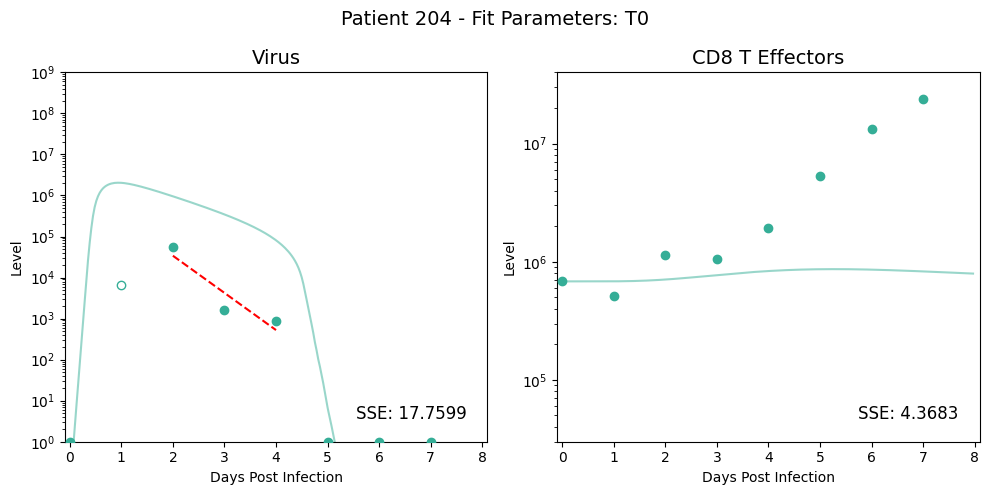 Patient 204 - Fit Parameters: T0
Virus
CD8 T Effectors
Level
10^9
10^8
10^7
10^6
10^5
10^4
10^3
10^2
10^1
10^0
SSE: 17.7599
0 1 2 3 4 5 6 7 8
Days Post Infection
Level
10^7
10^6
10^5
SSE: 4.3683
0 1 2 3 4 5 6 7 8
Days Post Infection